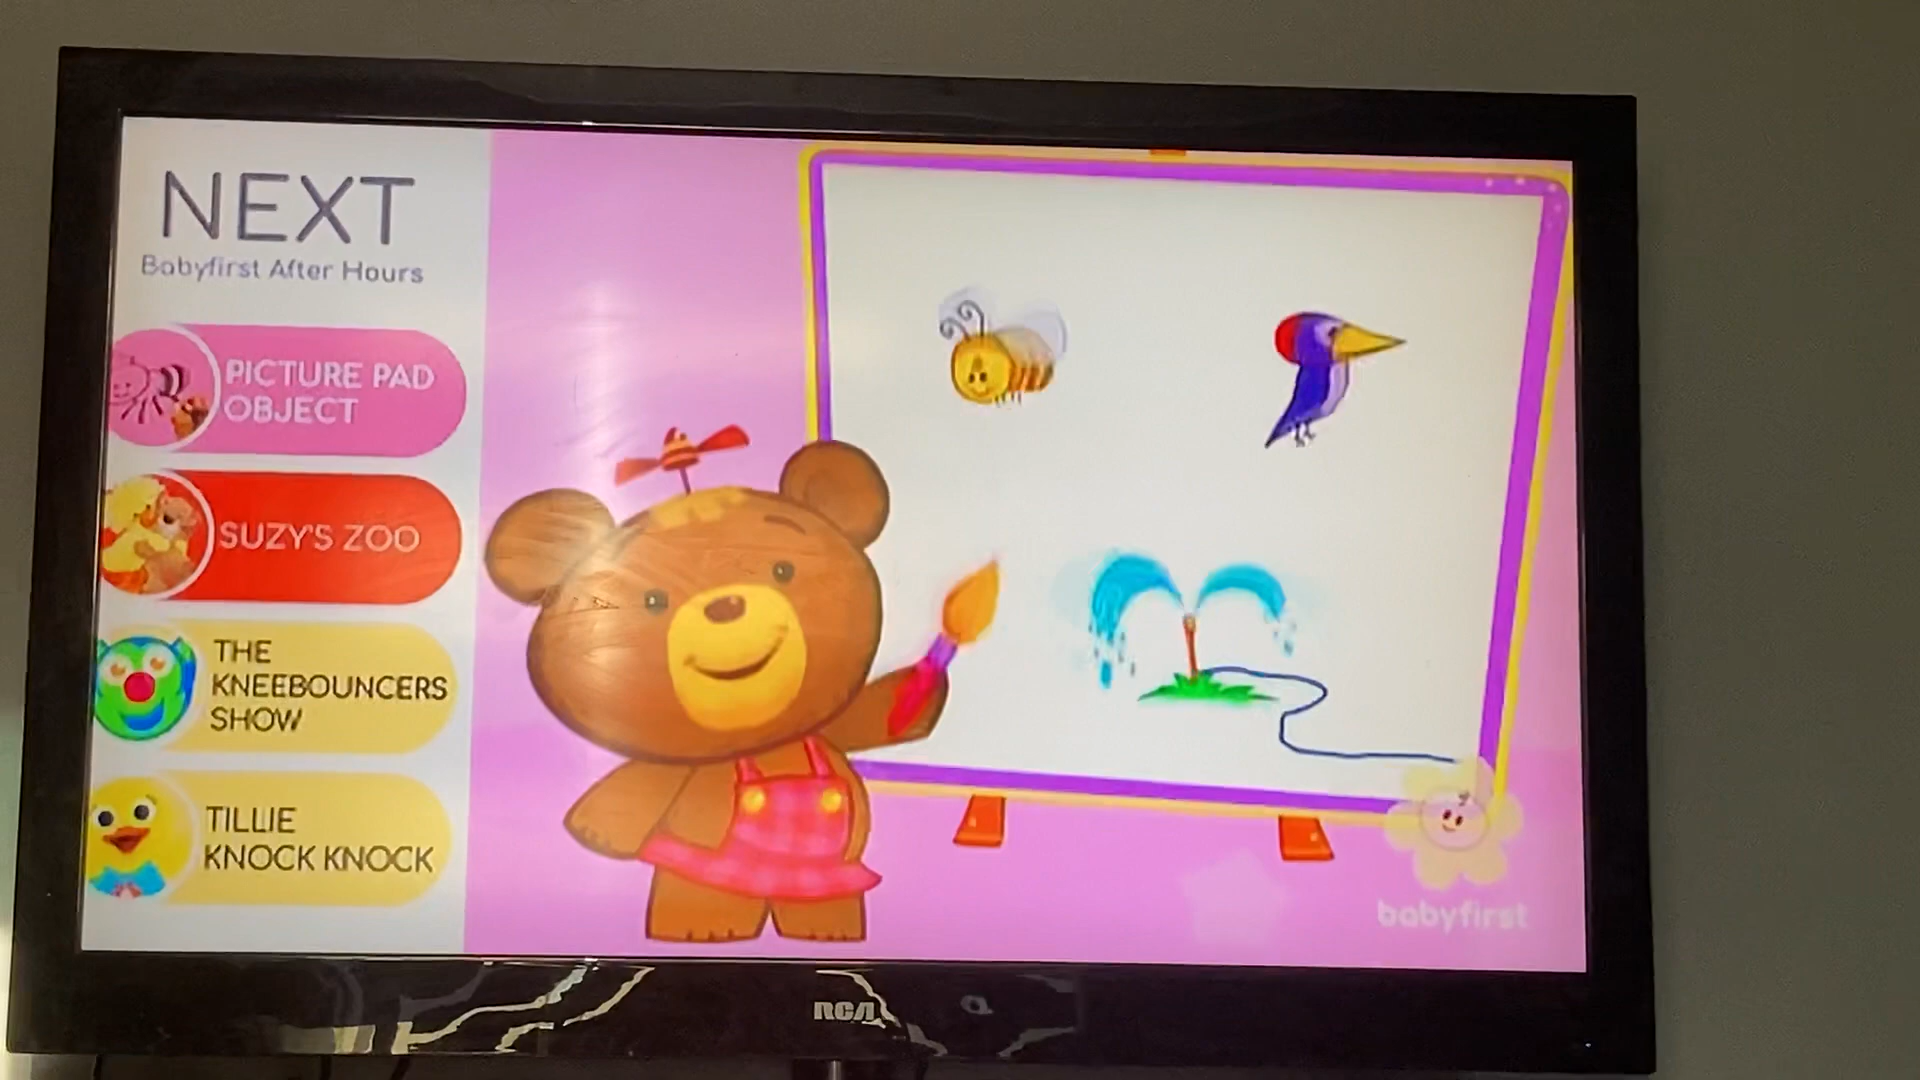 NEXT
Babyfirst After Hours
PICTURE PAD
OBJECT
SUZY'S ZOO
THE
KNEEBOUNCERS
SHOW
TILLIE
KNOCK KNOCK
babyfirst
RCA